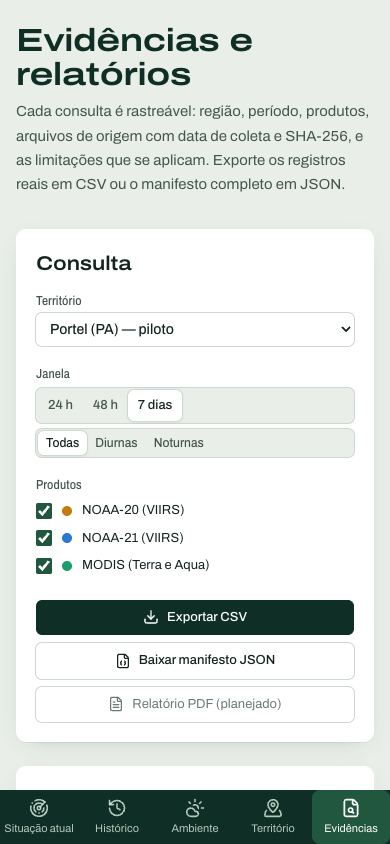 Evidências e
relatórios
Cada consulta é rastreável: região, período, produtos,
arquivos de origem com data de coleta e SHA-256, e
as limitações que se aplicam. Exporte os registros
reais em CSV ou o manifesto completo em JSON.
Consulta
Território
Portel (PA) — piloto
Janela
24 h 48 h 7 dias
Todas Diurnas Noturnas
Produtos
NOAA-20 (VIIRS)
NOAA-21 (VIIRS)
MODIS (Terra e Aqua)
Exportar CSV
Baixar manifesto JSON
Relatório PDF (planejado)
Situação atual Histórico Ambiente Território Evidências